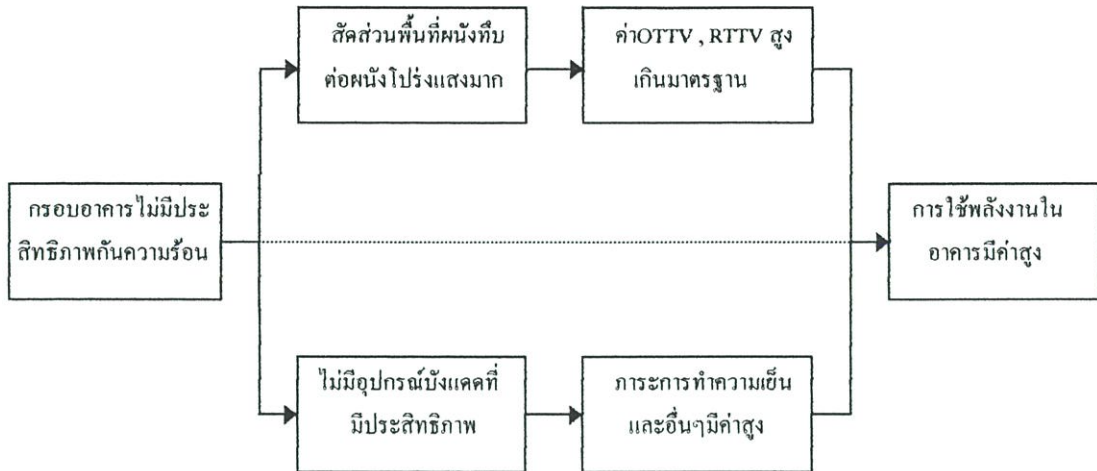 สัดส่วนพื้นที่ผนังทึบ
ต่อผนังโปร่งแสงมาก
ค่าOTTV , RTTV สูง
เกินมาตรฐาน
กรอบอาคารไม่มีประ
สิทธิภาพกันความร้อน
การใช้พลังงานใน
อาคารมีค่าสูง
ไม่มีอุปกรณ์บังแดดที่
มีประสิทธิภาพ
ภาระการทำความเย็น
และอื่นๆมีค่าสูง